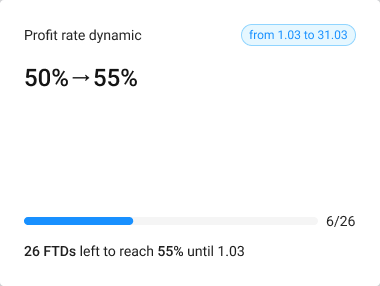 Profit rate dynamic
from 1.03 to 31.03
50%→55%
6/26
26 FTDs left to reach 55% until 1.03